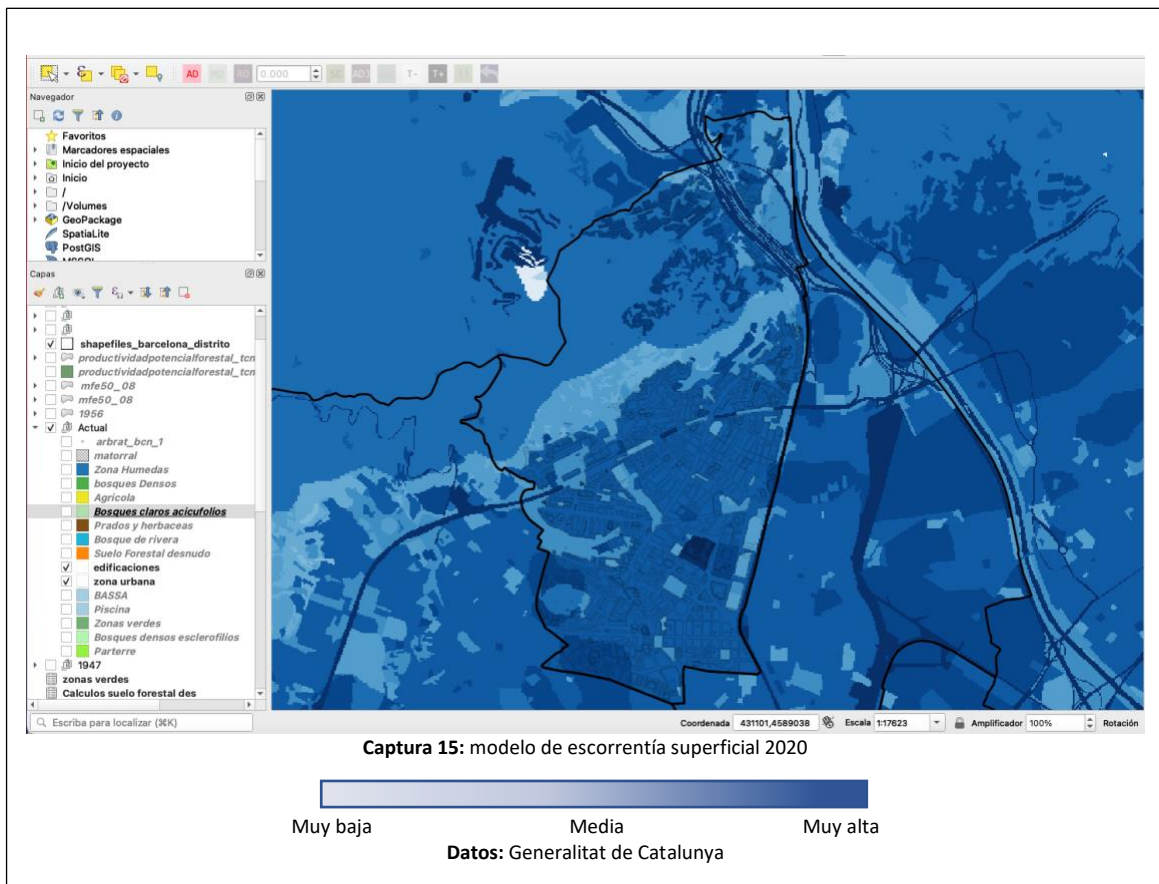 AD
0.000
T-
T+
Navegador
Favoritos
Marcadores espaciales
Inicio del proyecto
Inicio
/
/Volumes
GeoPackage
SpatiaLite
PostGIS
Capas
shapefiles_barcelona_distrito
productividadpotencialforestal_tcn
productividadpotencialforestal_tcn
mfe50_08
mfe50_08
1956
Actual
arbrat_bcn_1
matorral
Zona Humedas
bosques Densos
Agricola
Bosques claros acicufolios
Prados y herbaceas
Bosque de rivera
Suelo Forestal desnudo
edificaciones
zona urbana
BASSA
Piscina
Zonas verdes
Bosques densos esclerofilios
Parterre
1947
zonas verdes
Calculos suelo forestal des
Escriba para localizar (⌘K)
Coordenada 431101,4589038 Escala 1:17623 Amplificador 100% Rotación
Captura 15: modelo de escorrentía superficial 2020
Muy baja Media Muy alta
Datos: Generalitat de Catalunya